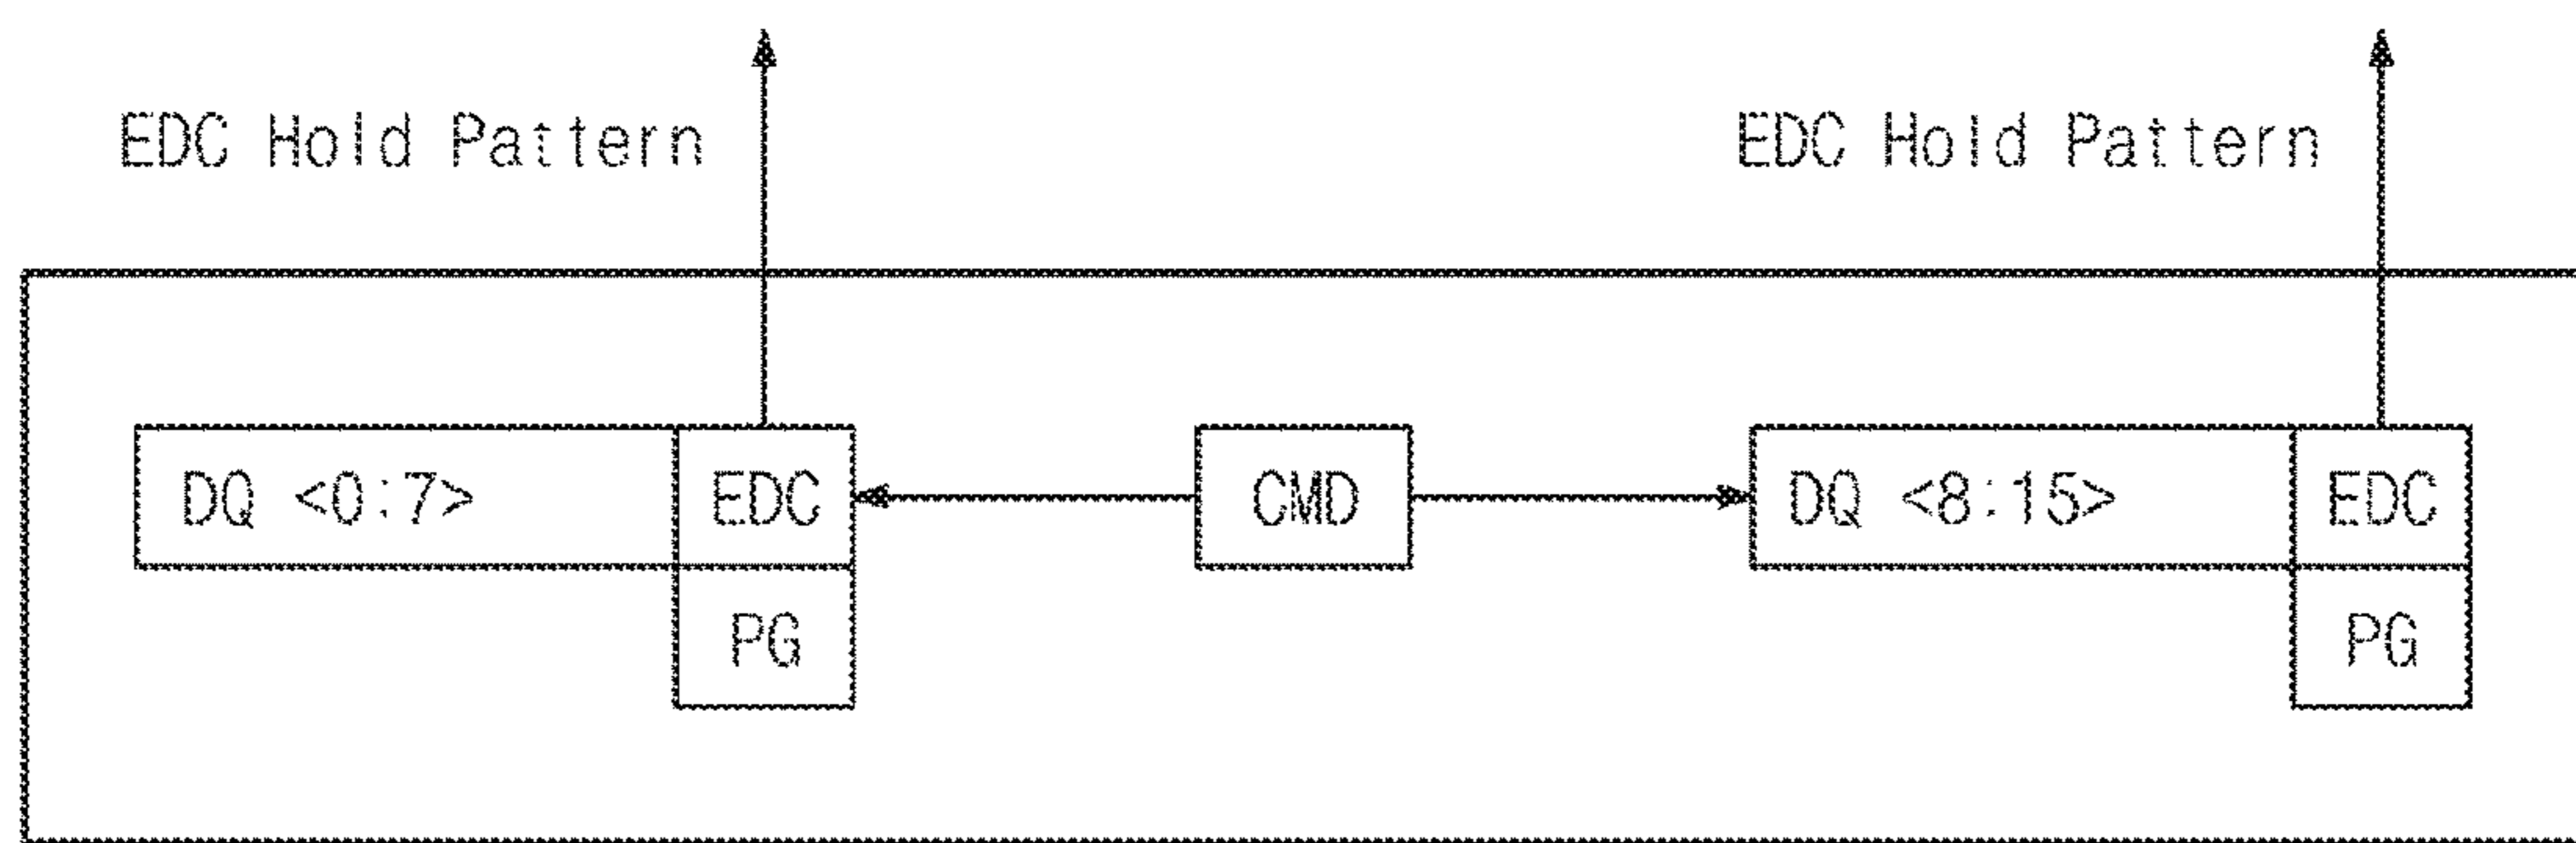 EDC Hold Pattern EDC Hold Pattern
DQ <0:7> EDC CMD DQ <8:15> EDC
PG PG